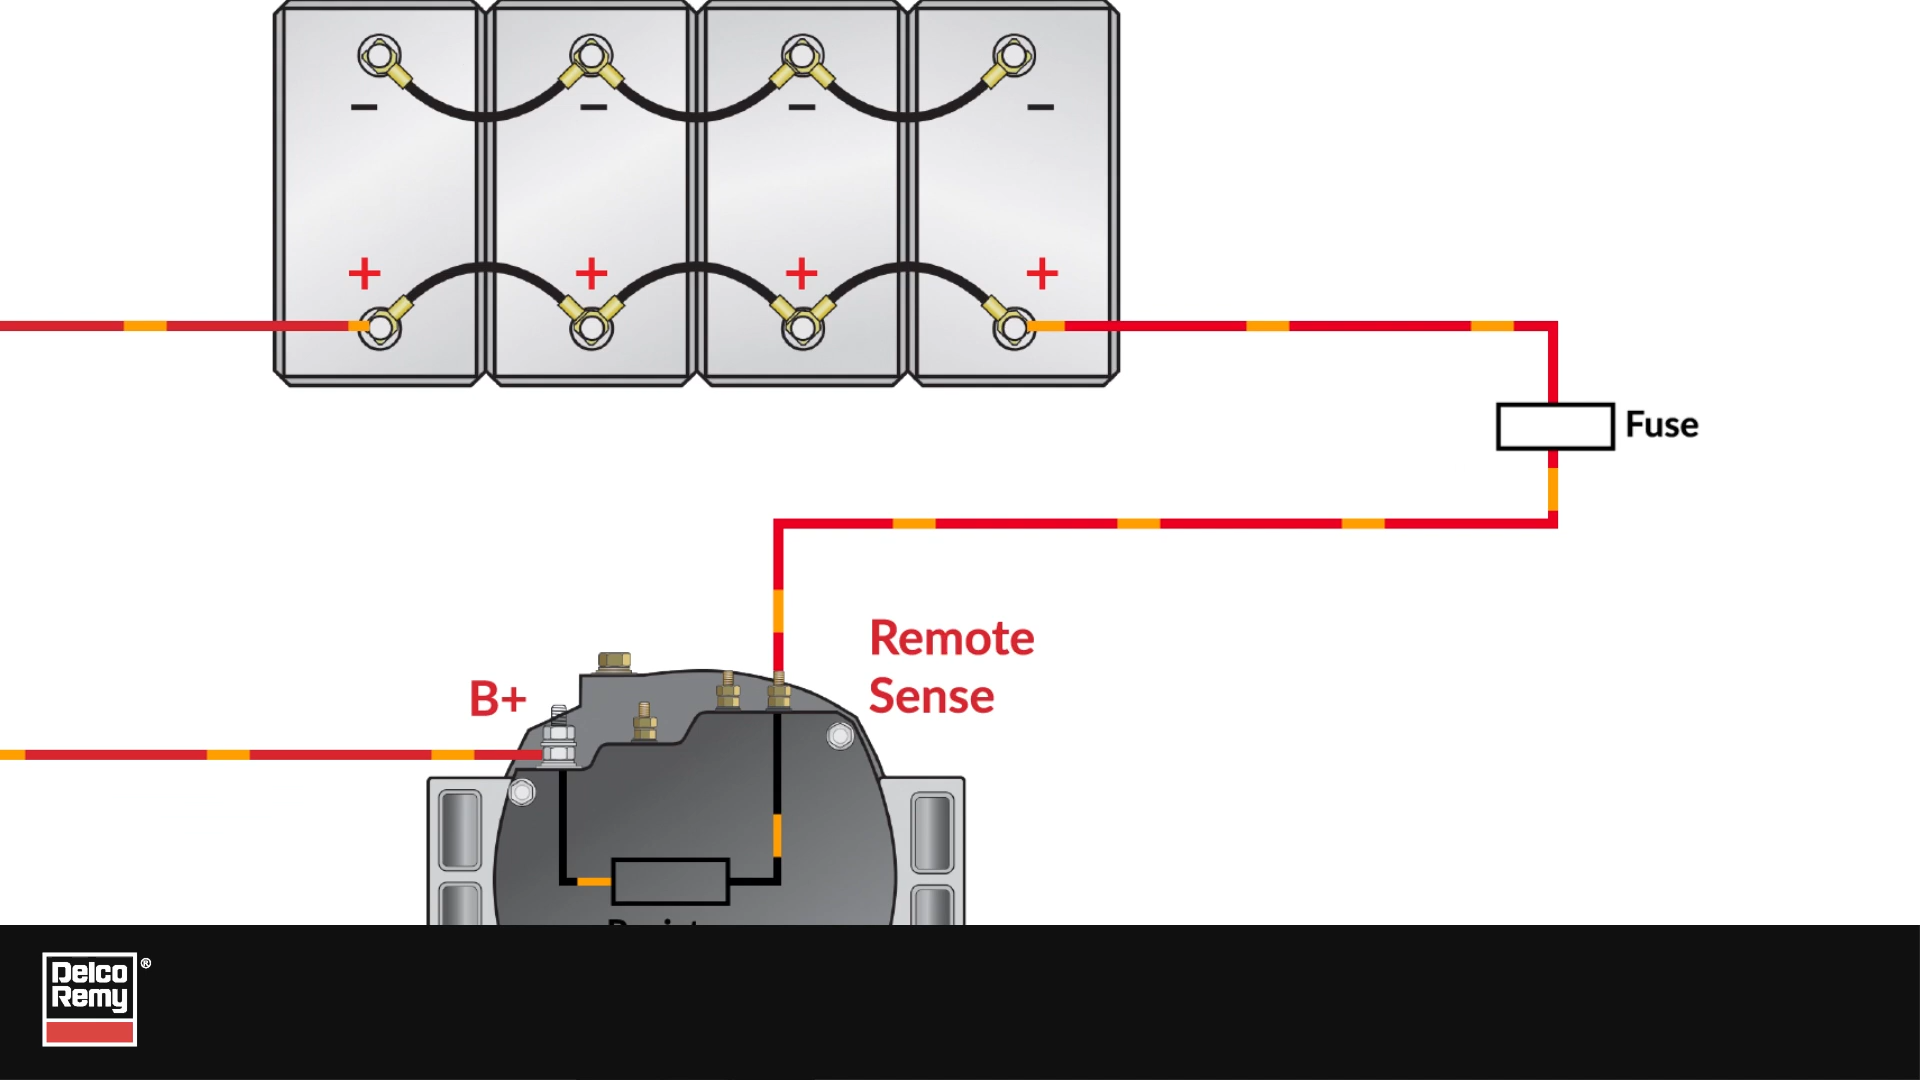 − − − −
+ + + +
Fuse
Remote
Sense
B+
Delco
Remy
®